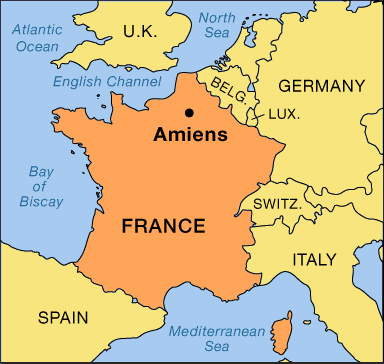 Atlantic
Ocean
U.K.
North
Sea
English Channel
BELG.
GERMANY
LUX.
Amiens
Bay
of
Biscay
FRANCE
SWITZ.
ITALY
SPAIN
Mediterranean
Sea